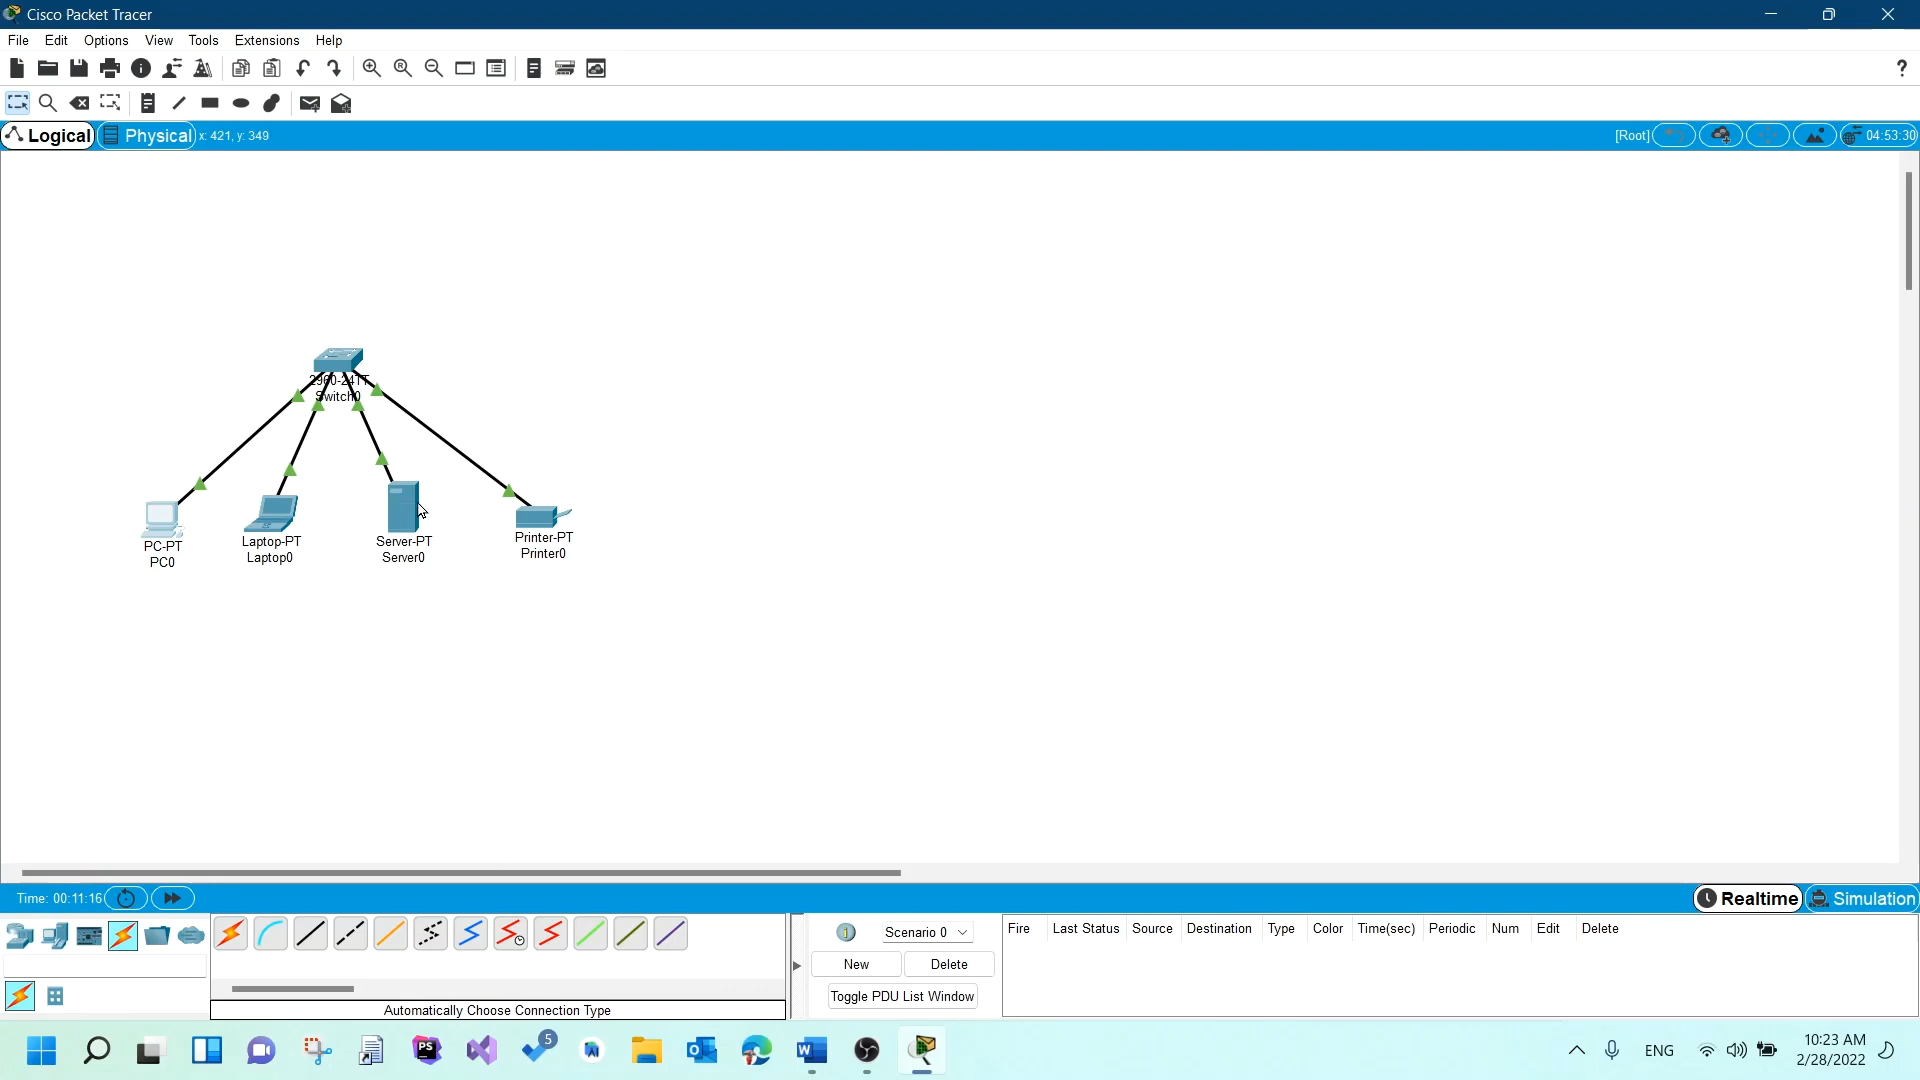 Cisco Packet Tracer
File Edit Options View Tools Extensions Help
?
Logical Physical x: 421, y: 349 [Root] 04:53:30
2960-24TT
Switch0
PC-PT
PC0
Laptop-PT
Laptop0
Server-PT
Server0
Printer-PT
Printer0
Time: 00:11:16 Realtime Simulation
Scenario 0
New Delete
Toggle PDU List Window
Fire Last Status Source Destination Type Color Time(sec) Periodic Num Edit Delete
Automatically Choose Connection Type
5
ENG
10:23 AM
2/28/2022